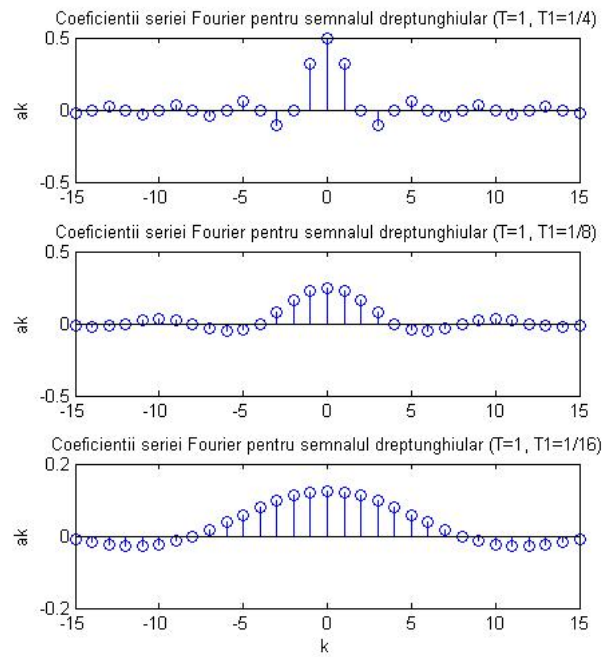 Coeficientii seriei Fourier pentru semnalul dreptunghiular (T=1, T1=1/4)
0.5
ak
0
-0.5
-15 -10 -5 0 5 10 15
Coeficientii seriei Fourier pentru semnalul dreptunghiular (T=1, T1=1/8)
0.5
ak
0
-0.5
-15 -10 -5 0 5 10 15
Coeficientii seriei Fourier pentru semnalul dreptunghiular (T=1, T1=1/16)
0.2
ak
0
-0.2
-15 -10 -5 0 5 10 15
k